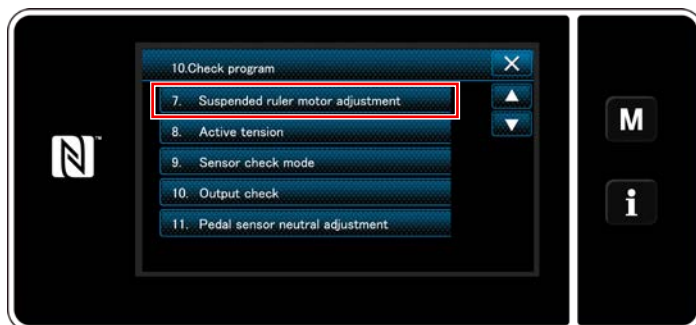 10.Check program
7. Suspended ruler motor adjustment
8. Active tension
9. Sensor check mode
10. Output check
11. Pedal sensor neutral adjustment
M
i
N